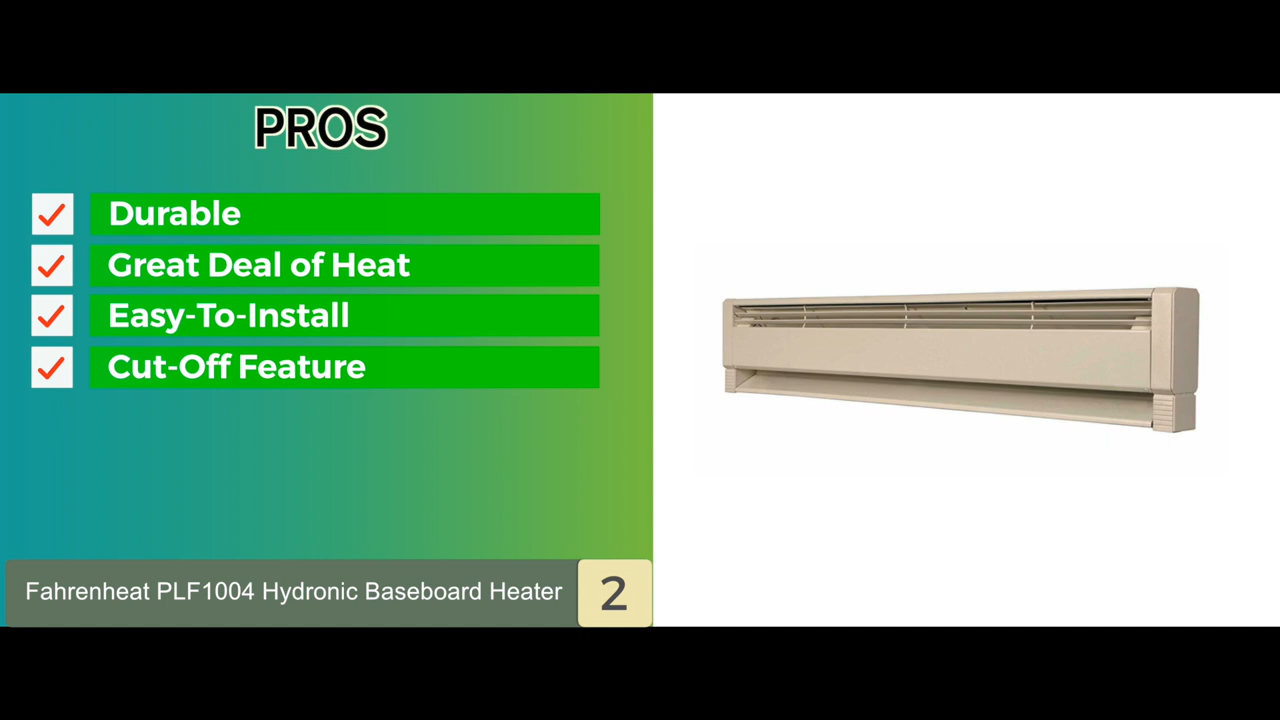 PROS
Durable
Great Deal of Heat
Easy-To-Install
Cut-Off Feature
Fahrenheat PLF1004 Hydronic Baseboard Heater
2